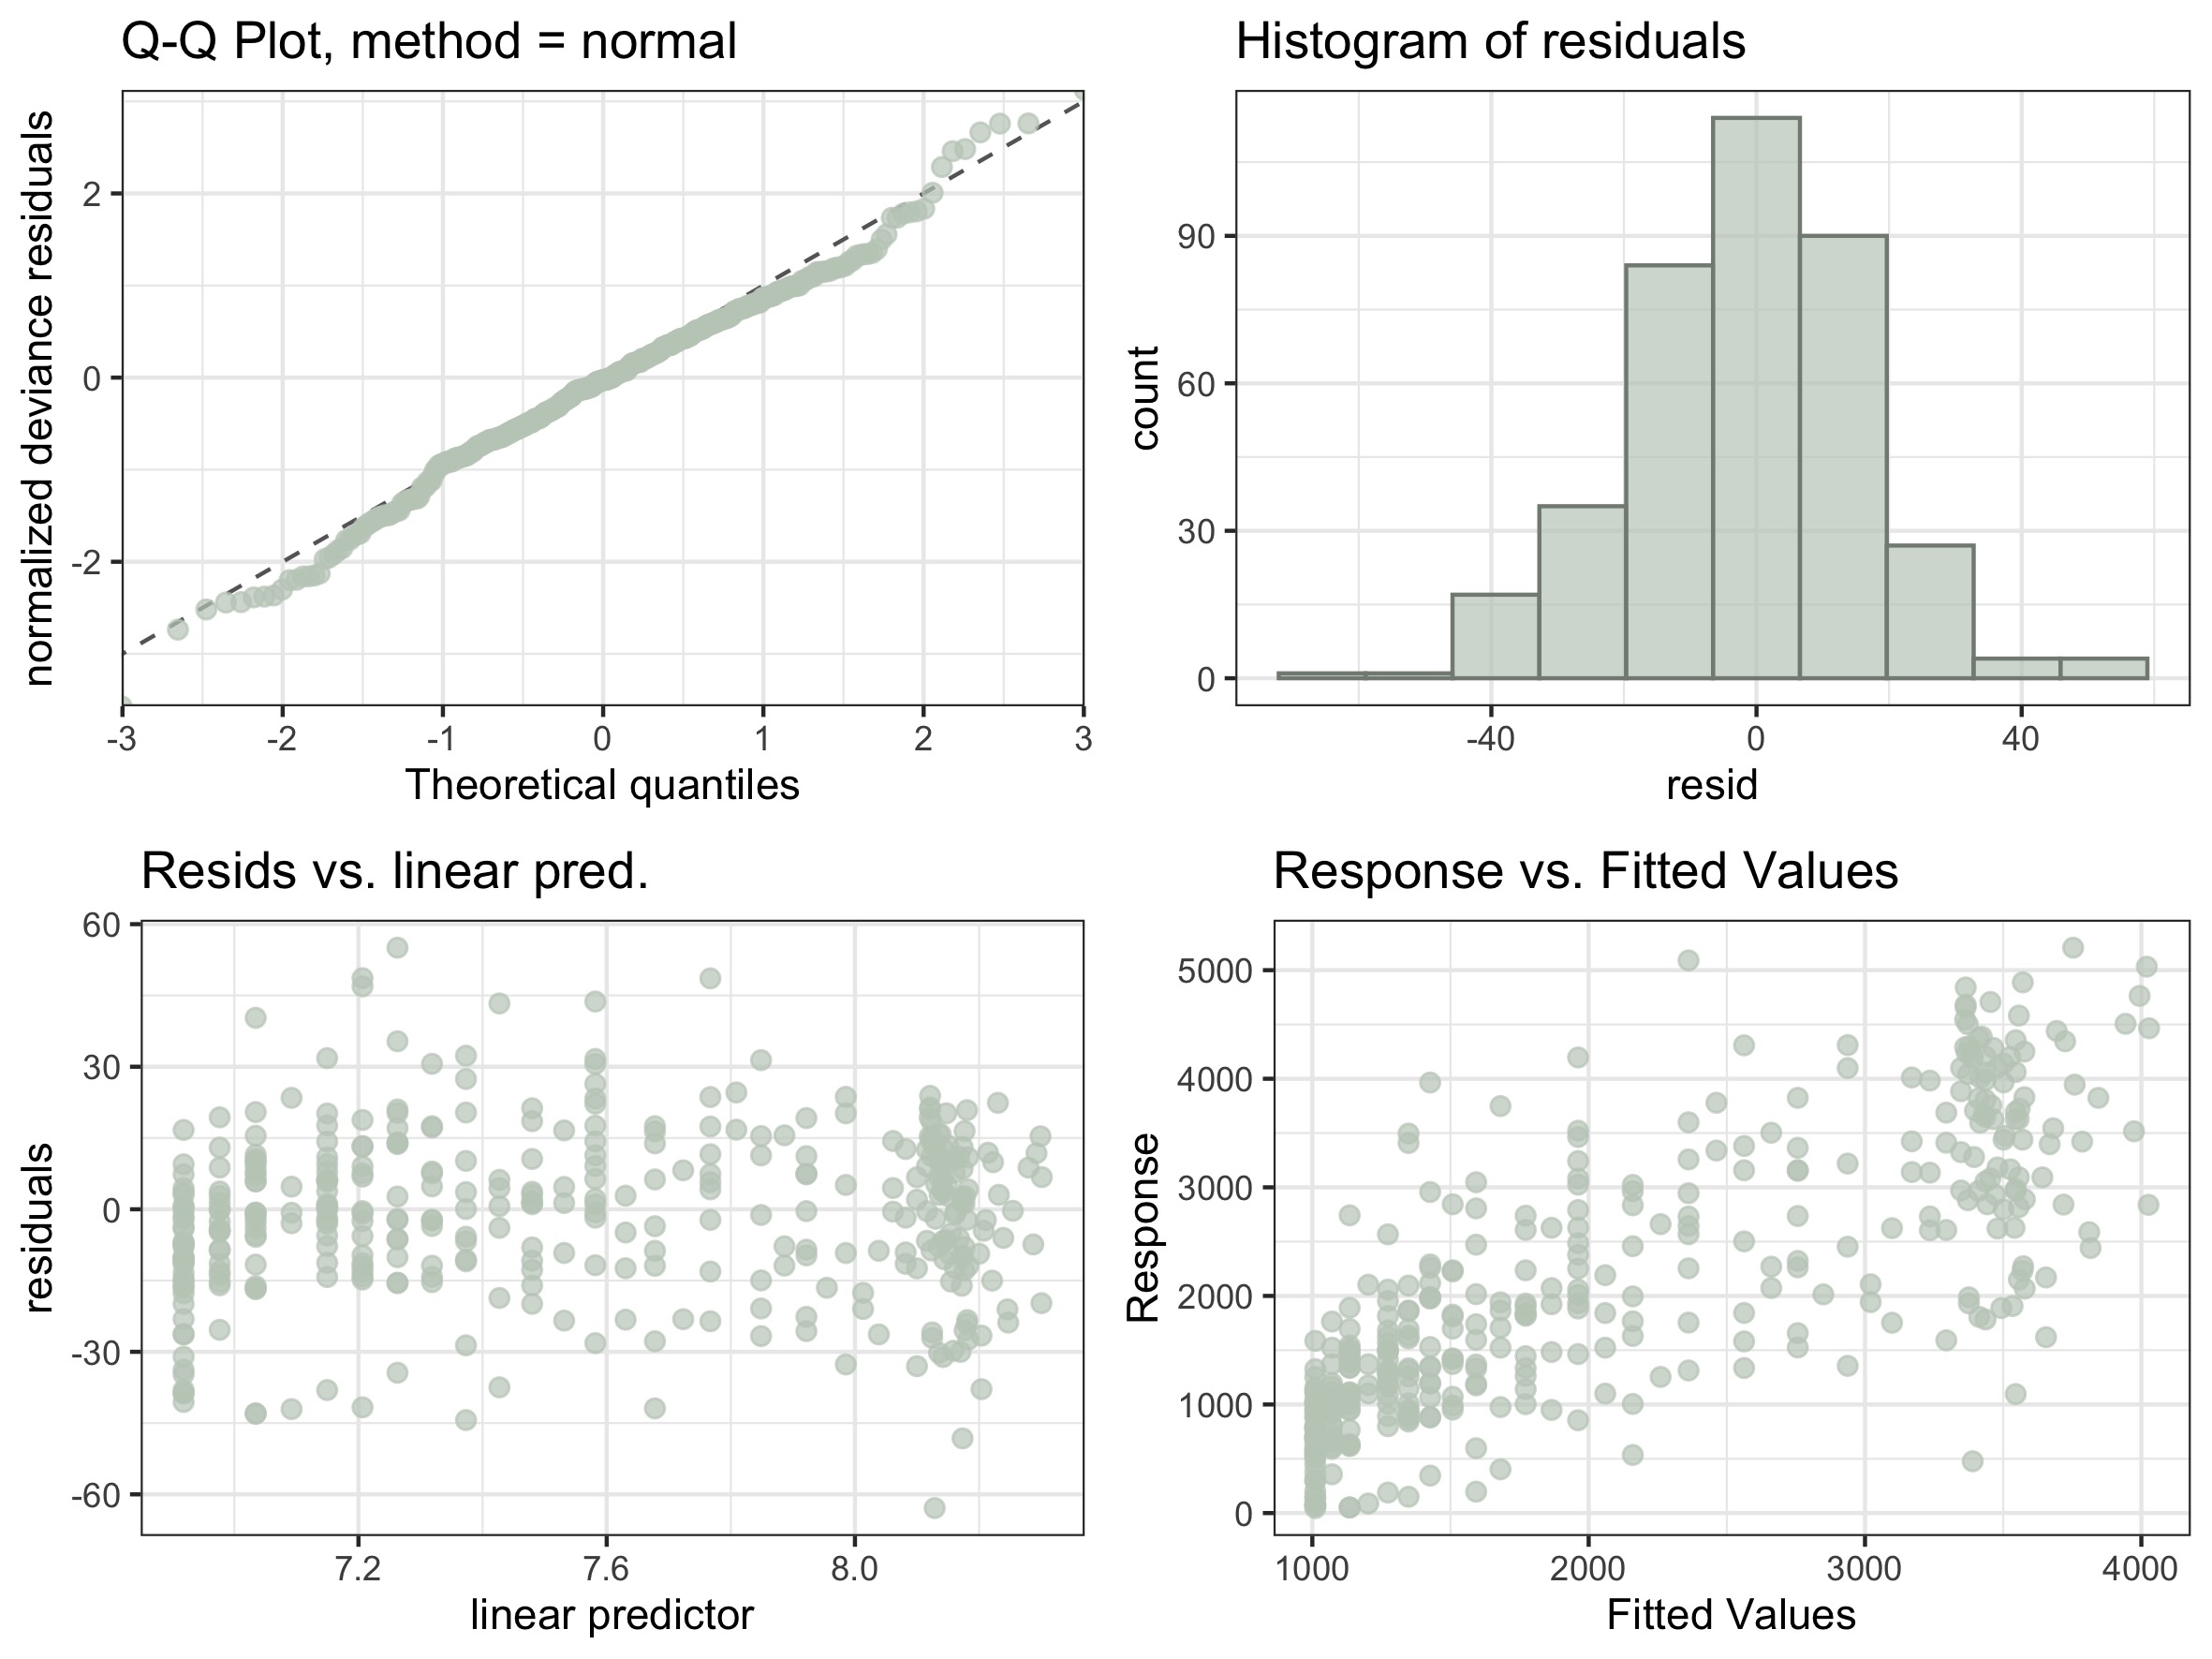 Q-Q Plot, method = normal
normalized deviance residuals
2
0
-2
-3 -2 -1 0 1 2 3
Theoretical quantiles
Histogram of residuals
count
90
60
30
0
-40 0 40
resid
Resids vs. linear pred.
residuals
60
30
0
-30
-60
7.2 7.6 8.0
linear predictor
Response vs. Fitted Values
Response
5000
4000
3000
2000
1000
0
1000 2000 3000 4000
Fitted Values